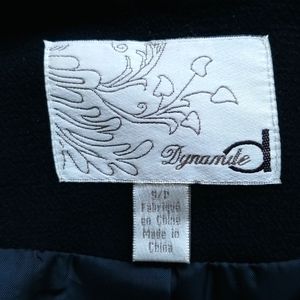 Dynamite
d
S/P
Fabriqué
en Chine
Made in
China